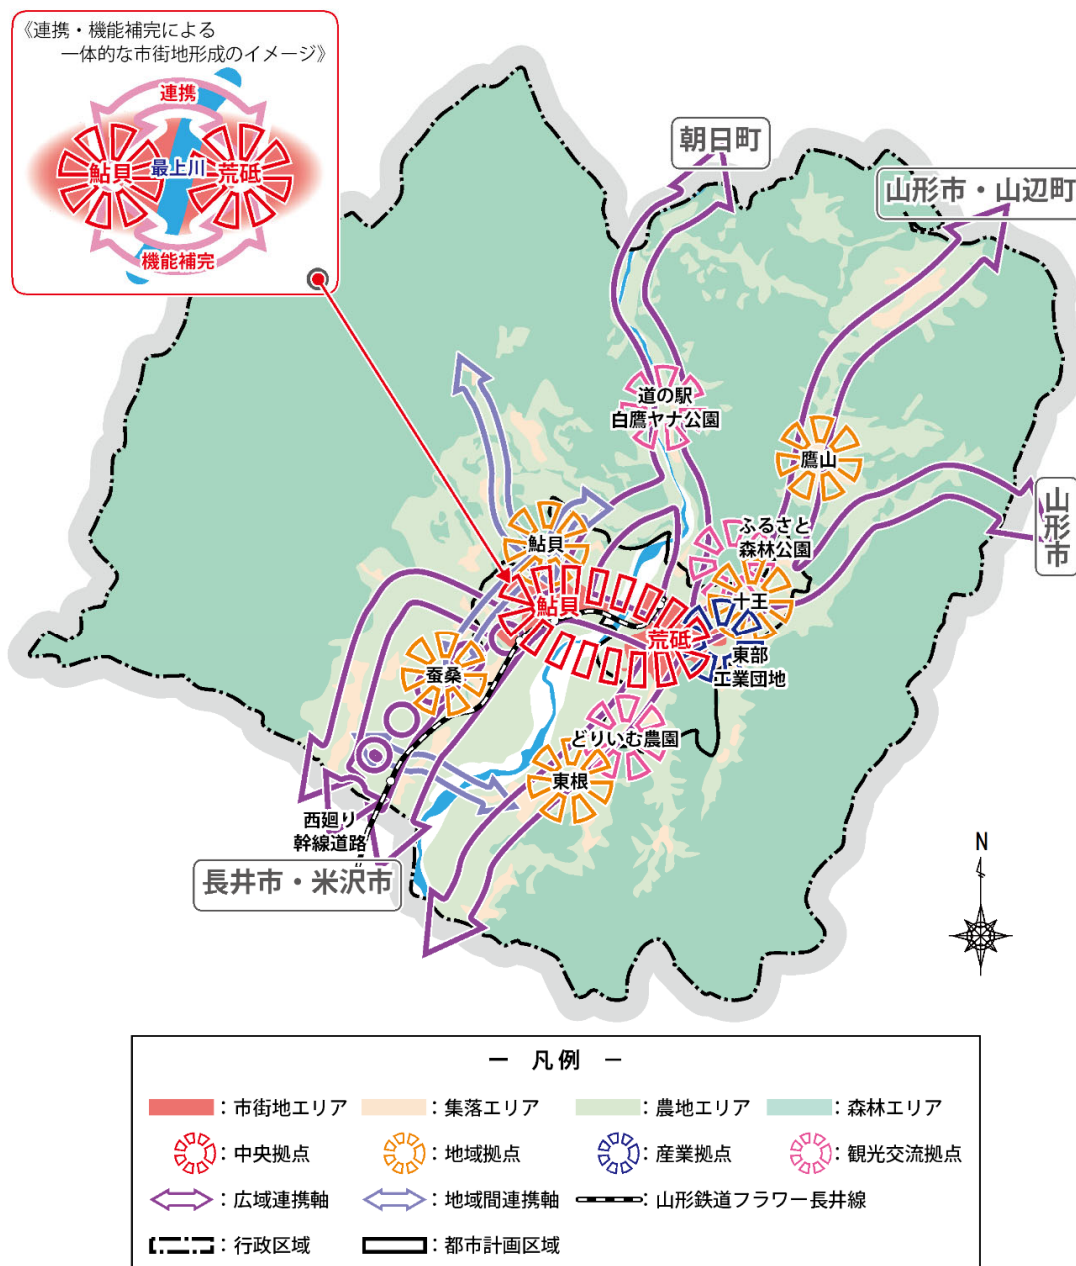 《連携・機能補完による
一体的な市街地形成のイメージ》
連携
鮎貝
最上川
荒砥
機能補完
朝日町
山形市・山辺町
道の駅
白鷹ヤナ公園
鷹山
山形市
ふるさと
森林公園
鮎貝
十王
鮎貝
荒砥
東部
工業団地
蚕桑
どりいむ農園
東根
西廻り
幹線道路
長井市・米沢市
N
― 凡例 ―
：市街地エリア
：集落エリア
：農地エリア
：森林エリア
：中央拠点
：地域拠点
：産業拠点
：観光交流拠点
：広域連携軸
：地域間連携軸
：山形鉄道フラワー長井線
：行政区域
：都市計画区域